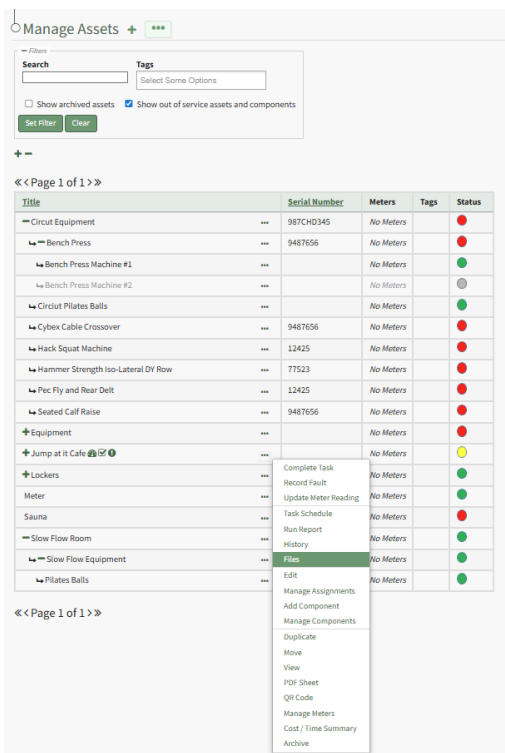 Manage Assets + •••
Filters
Search Tags
Select Some Options
Show archived assets Show out of service assets and components
Set Filter Clear
+ −
«‹ Page 1 of 1 ›»
Title Serial Number Meters Tags Status
Circut Equipment ••• 987CHD345 No Meters
Bench Press ••• 9487656 No Meters
Bench Press Machine #1 ••• No Meters
Bench Press Machine #2 ••• No Meters
Circiut Pilates Balls ••• No Meters
Cybex Cable Crossover ••• 9487656 No Meters
Hack Squat Machine ••• 12425 No Meters
Hammer Strength Iso-Lateral DY Row ••• 77523 No Meters
Pec Fly and Rear Delt ••• 12425 No Meters
Seated Calf Raise ••• 9487656 No Meters
Equipment ••• No Meters
Jump at it Cafe ••• No Meters
Lockers ••• No Meters
Meter ••• No Meters
Sauna ••• No Meters
Slow Flow Room ••• No Meters
Slow Flow Equipment ••• No Meters
Pilates Balls ••• No Meters
Complete Task
Record Fault
Update Meter Reading
Task Schedule
Run Report
History
Files
Edit
Manage Assignments
Add Component
Manage Components
Duplicate
Move
View
PDF Sheet
QR Code
Manage Meters
Cost / Time Summary
Archive
«‹ Page 1 of 1 ›»